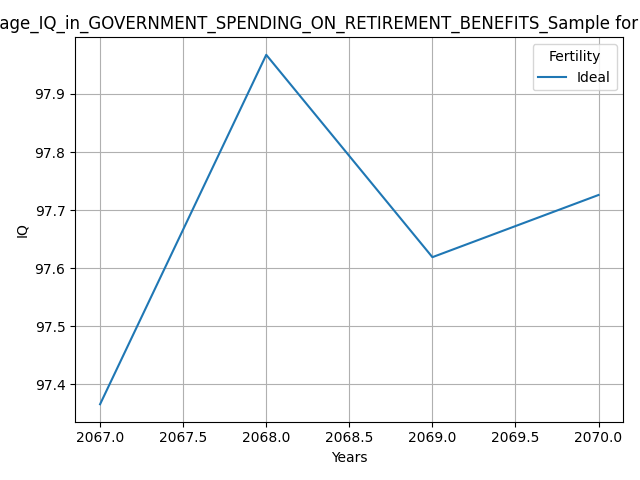 age_IQ_in_GOVERNMENT_SPENDING_ON_RETIREMENT_BENEFITS_Sample for
Fertility
Ideal
97.9
97.8
97.7
97.6
97.5
97.4
IQ
2067.0 2067.5 2068.0 2068.5 2069.0 2069.5 2070.0
Years